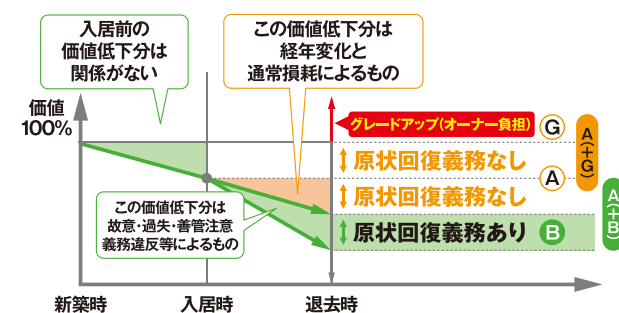 入居前の
価値低下分は
関係がない
この価値低下分は
経年変化と
通常損耗によるもの
価値
100%
グレードアップ(オーナー負担)
G
原状回復義務なし
A
原状回復義務なし
A(+G)
この価値低下分は
故意・過失・善管注意
義務違反等によるもの
原状回復義務あり
B
A(+B)
新築時
入居時
退去時